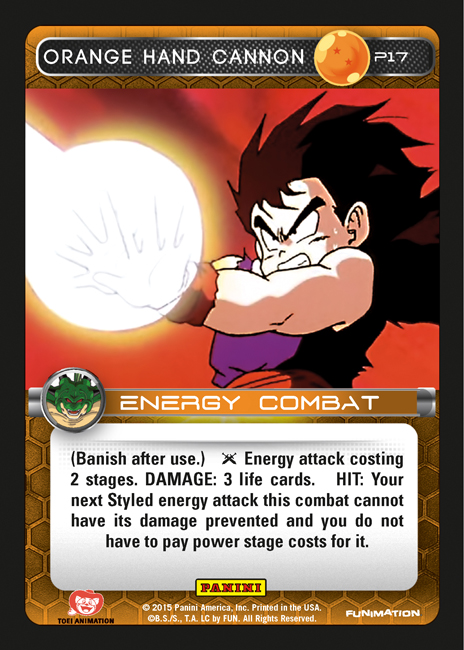 ORANGE HAND CANNON
P17
ENERGY COMBAT
(Banish after use.) Energy attack costing
2 stages. DAMAGE: 3 life cards. HIT: Your
next Styled energy attack this combat cannot
have its damage prevented and you do not
have to pay power stage costs for it.
PANINI
TOEI ANIMATION
© 2015 Panini America, Inc. Printed in the USA.
©B.S./S., T.A. LC by FUN. All Rights Reserved.
FUNIMATION